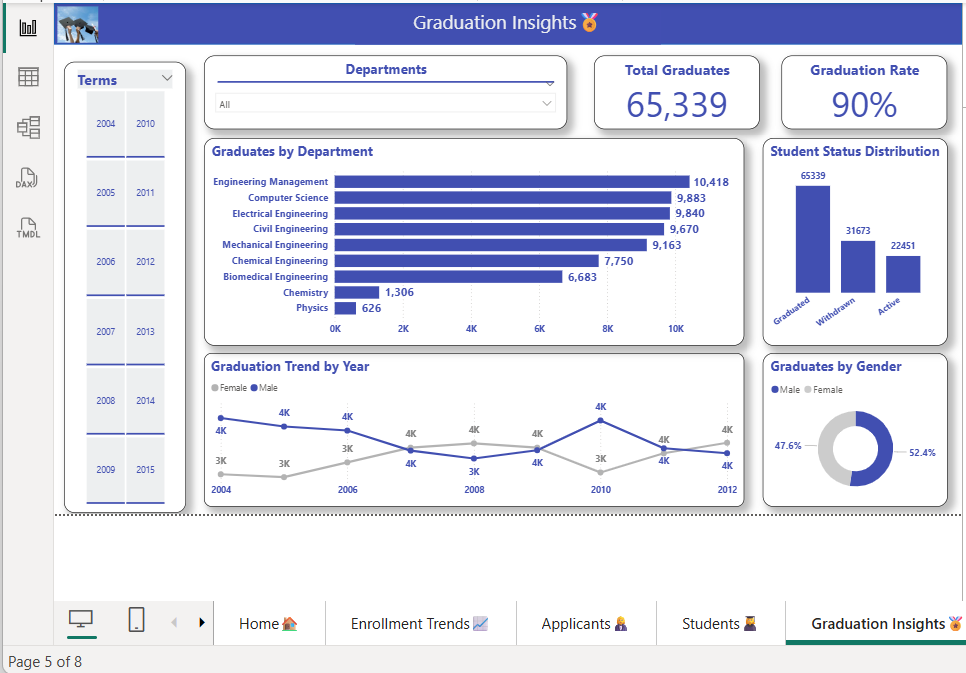 Graduation Insights🏅
Terms
2004 2010
2005 2011
2006 2012
2007 2013
2008 2014
2009 2015
Departments
All
Total Graduates
65,339
Graduation Rate
90%
Graduates by Department
Engineering Management 10,418
Computer Science 9,883
Electrical Engineering 9,840
Civil Engineering 9,670
Mechanical Engineering 9,163
Chemical Engineering 7,750
Biomedical Engineering 6,683
Chemistry 1,306
Physics 626
0K 2K 4K 6K 8K 10K
Student Status Distribution
65339
31673
22451
Graduated Withdrawn Active
Graduation Trend by Year
Female Male
4K 4K 4K 4K 3K 4K 4K 4K 4K
3K 3K 3K 4K 4K 4K 3K 4K 4K
2004 2006 2008 2010 2012
Graduates by Gender
Male Female
47.6%
52.4%
DAX
TMDL
Home🏠
Enrollment Trends📈
Applicants👩‍💼
Students👩‍🎓
Graduation Insights🏅
Page 5 of 8